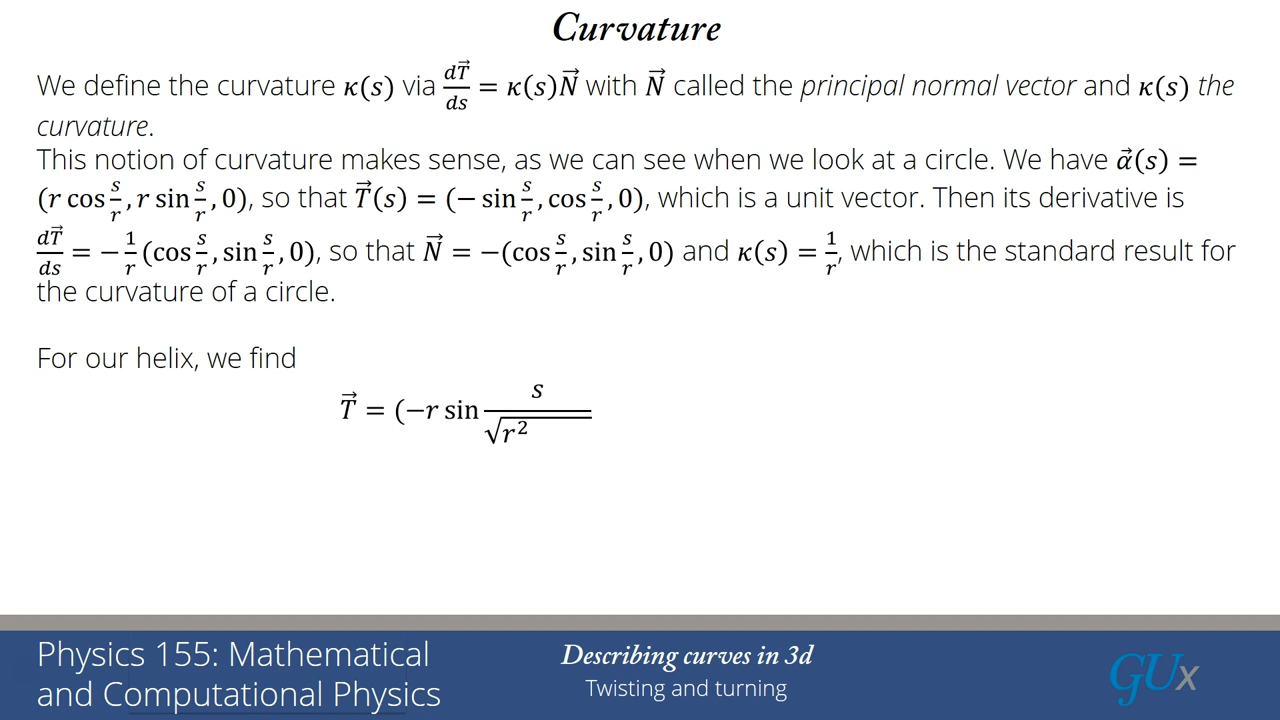 Curvature
We define the curvature κ(s) via dT⃗/ds = κ(s)N⃗ with N⃗ called the principal normal vector and κ(s) the
curvature.
This notion of curvature makes sense, as we can see when we look at a circle. We have α⃗(s) =
(r cos s/r, r sin s/r, 0), so that T⃗(s) = (− sin s/r, cos s/r, 0), which is a unit vector. Then its derivative is
dT⃗/ds = −1/r (cos s/r, sin s/r, 0), so that N⃗ = −(cos s/r, sin s/r, 0) and κ(s) = 1/r, which is the standard result for
the curvature of a circle.
For our helix, we find
T⃗ = (−r sin s/√r²
Physics 155: Mathematical
and Computational Physics
Describing curves in 3d
Twisting and turning
GUx